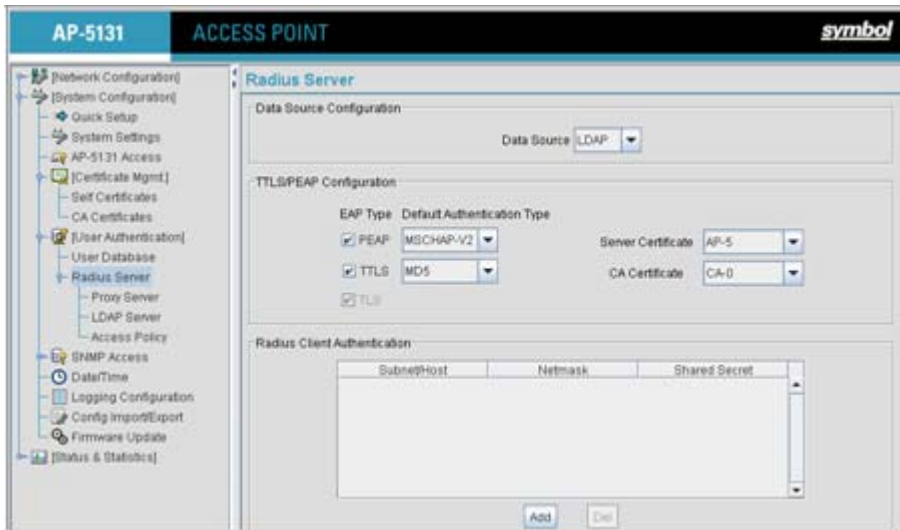 AP-5131
ACCESS POINT
symbol
[Network Configuration]
[System Configuration]
Quick Setup
System Settings
AP-5131 Access
[Certificate Mgmt.]
Self Certificates
CA Certificates
[User Authentication]
User Database
Radius Server
Proxy Server
LDAP Server
Access Policy
SNMP Access
Date/Time
Logging Configuration
Config Import/Export
Firmware Update
[Status & Statistics]
Radius Server
Data Source Configuration
Data Source LDAP
TTLS/PEAP Configuration
EAP Type Default Authentication Type
PEAP MSCHAP-V2 Server Certificate AP-5
TTLS MD5 CA Certificate CA-0
TLS
Radius Client Authentication
Subnet/Host Netmask Shared Secret
Add Del